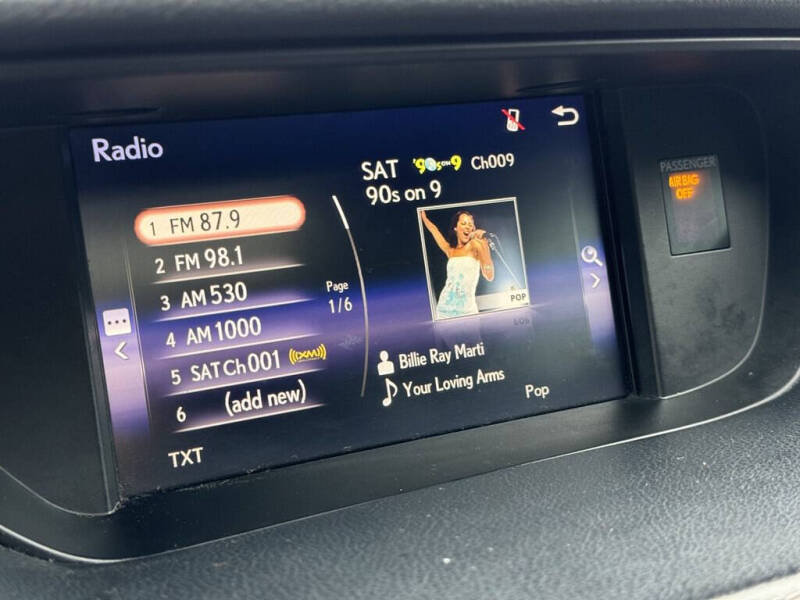 Radio
SAT '90s on 9 Ch009
90s on 9
1 FM 87.9
2 FM 98.1
3 AM 530
4 AM 1000
5 SAT Ch 001 ((XM))
6 (add new)
Page
1/6
POP
Billie Ray Marti
Your Loving Arms
Pop
TXT
PASSENGER
AIRBAG
OFF